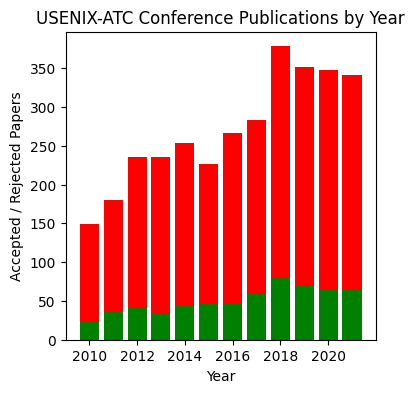 USENIX-ATC Conference Publications by Year
Accepted / Rejected Papers
350
300
250
200
150
100
50
0
2010 2012 2014 2016 2018 2020
Year